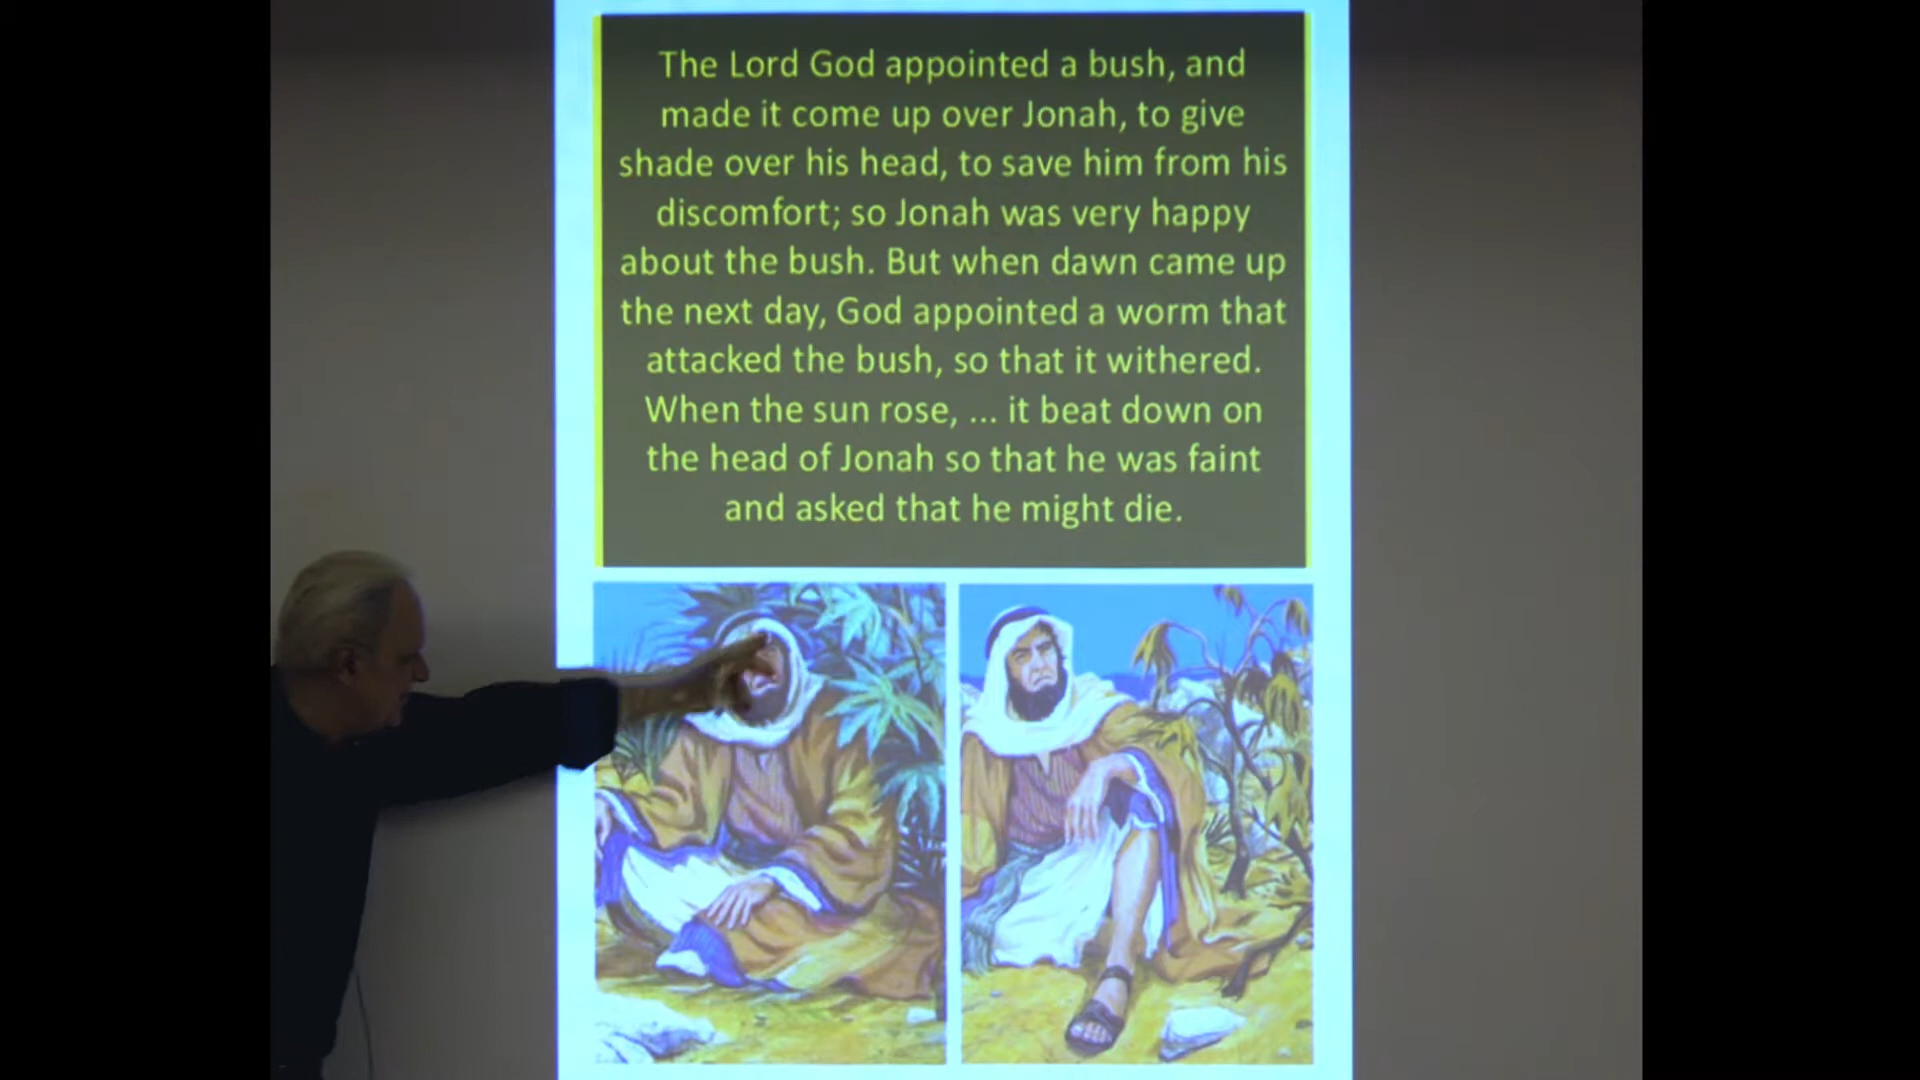 The Lord God appointed a bush, and
made it come up over Jonah, to give
shade over his head, to save him from his
discomfort; so Jonah was very happy
about the bush. But when dawn came up
the next day, God appointed a worm that
attacked the bush, so that it withered.
When the sun rose, ... it beat down on
the head of Jonah so that he was faint
and asked that he might die.